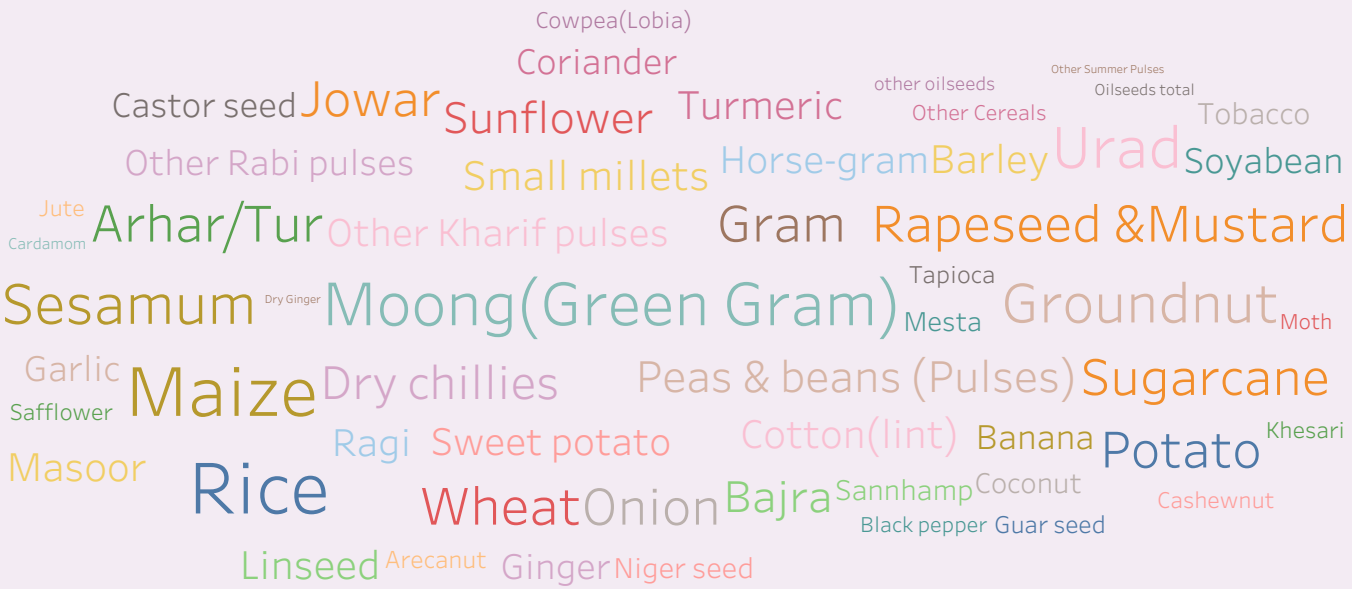 Cowpea(Lobia)
Coriander
Other Summer Pulses
other oilseeds
Oilseeds total
Castor seed
Jowar
Sunflower
Turmeric
Other Cereals
Tobacco
Other Rabi pulses
Small millets
Horse-gram
Barley
Urad
Soyabean
Jute
Cardamom
Arhar/Tur
Other Kharif pulses
Gram
Rapeseed &Mustard
Sesamum
Dry Ginger
Moong(Green Gram)
Tapioca
Mesta
Groundnut
Moth
Garlic
Safflower
Maize
Dry chillies
Peas & beans (Pulses)
Sugarcane
Masoor
Ragi
Sweet potato
Cotton(lint)
Banana
Potato
Khesari
Rice
Wheat
Onion
Bajra
Sannhamp
Coconut
Cashewnut
Black pepper
Guar seed
Linseed
Arecanut
Ginger
Niger seed